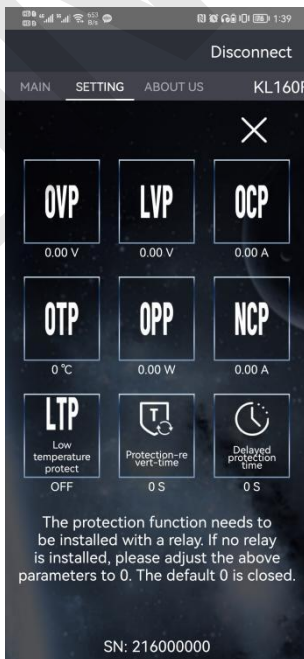 653 B/s 1:39
Disconnect
MAIN SETTING ABOUT US KL160F
OVP LVP OCP
0.00 V 0.00 V 0.00 A
OTP OPP NCP
0 ℃ 0.00 W 0.00 A
LTP
Low
temperature
protect
Protection-re
vert-time
Delayed
protection
time
OFF 0 S 0 S
The protection function needs to
be installed with a relay. If no relay
is installed, please adjust the above
parameters to 0. The default 0 is closed.
SN: 216000000